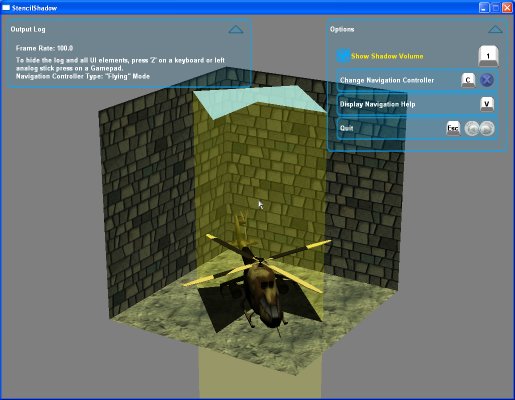 StencilShadow
Output Log
Frame Rate: 100.0
To hide the log and all UI elements, press 'Z' on a keyboard or left
analog slick press on a Gamepad.
Navigation Controller Type: "Flying" Mode
Options
Show Shadow Volume 1
Change Navigation Controller C X
Display Navigation Help V
Quit Esc